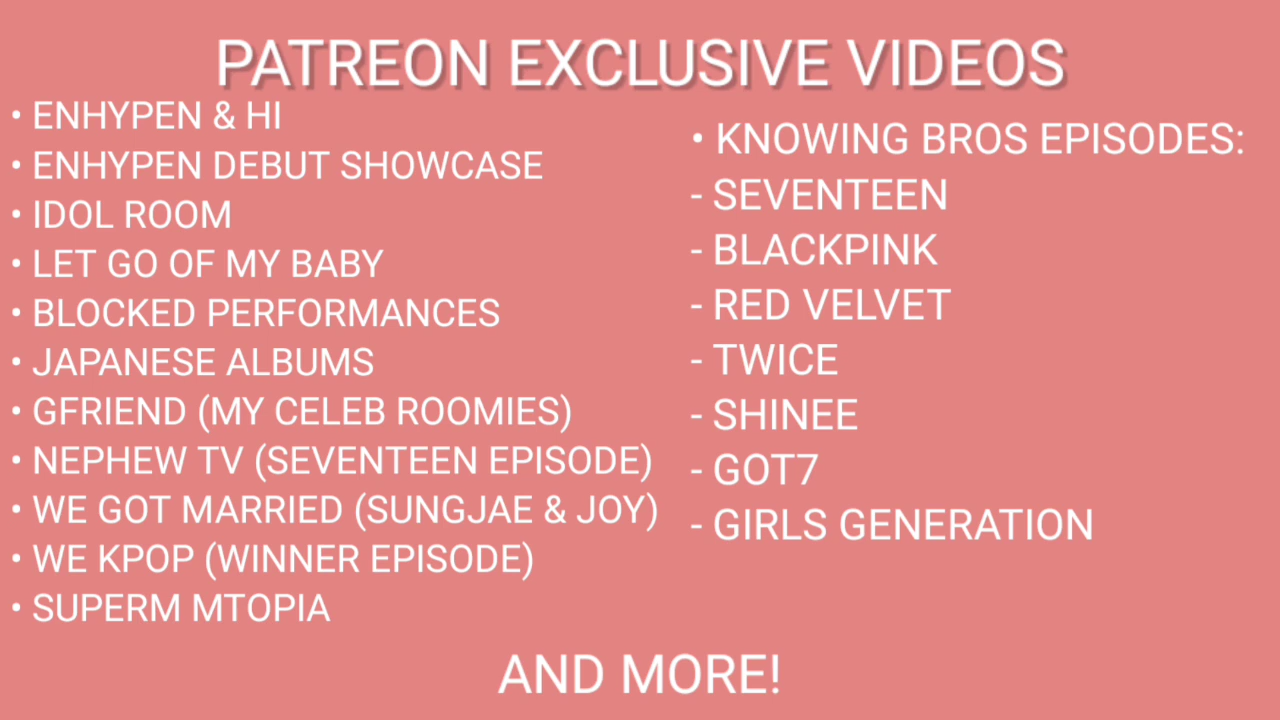 PATREON EXCLUSIVE VIDEOS
• ENHYPEN & HI
• ENHYPEN DEBUT SHOWCASE
• IDOL ROOM
• LET GO OF MY BABY
• BLOCKED PERFORMANCES
• JAPANESE ALBUMS
• GFRIEND (MY CELEB ROOMIES)
• NEPHEW TV (SEVENTEEN EPISODE)
• WE GOT MARRIED (SUNGJAE & JOY)
• WE KPOP (WINNER EPISODE)
• SUPERM MTOPIA
• KNOWING BROS EPISODES:
- SEVENTEEN
- BLACKPINK
- RED VELVET
- TWICE
- SHINEE
- GOT7
- GIRLS GENERATION
AND MORE!